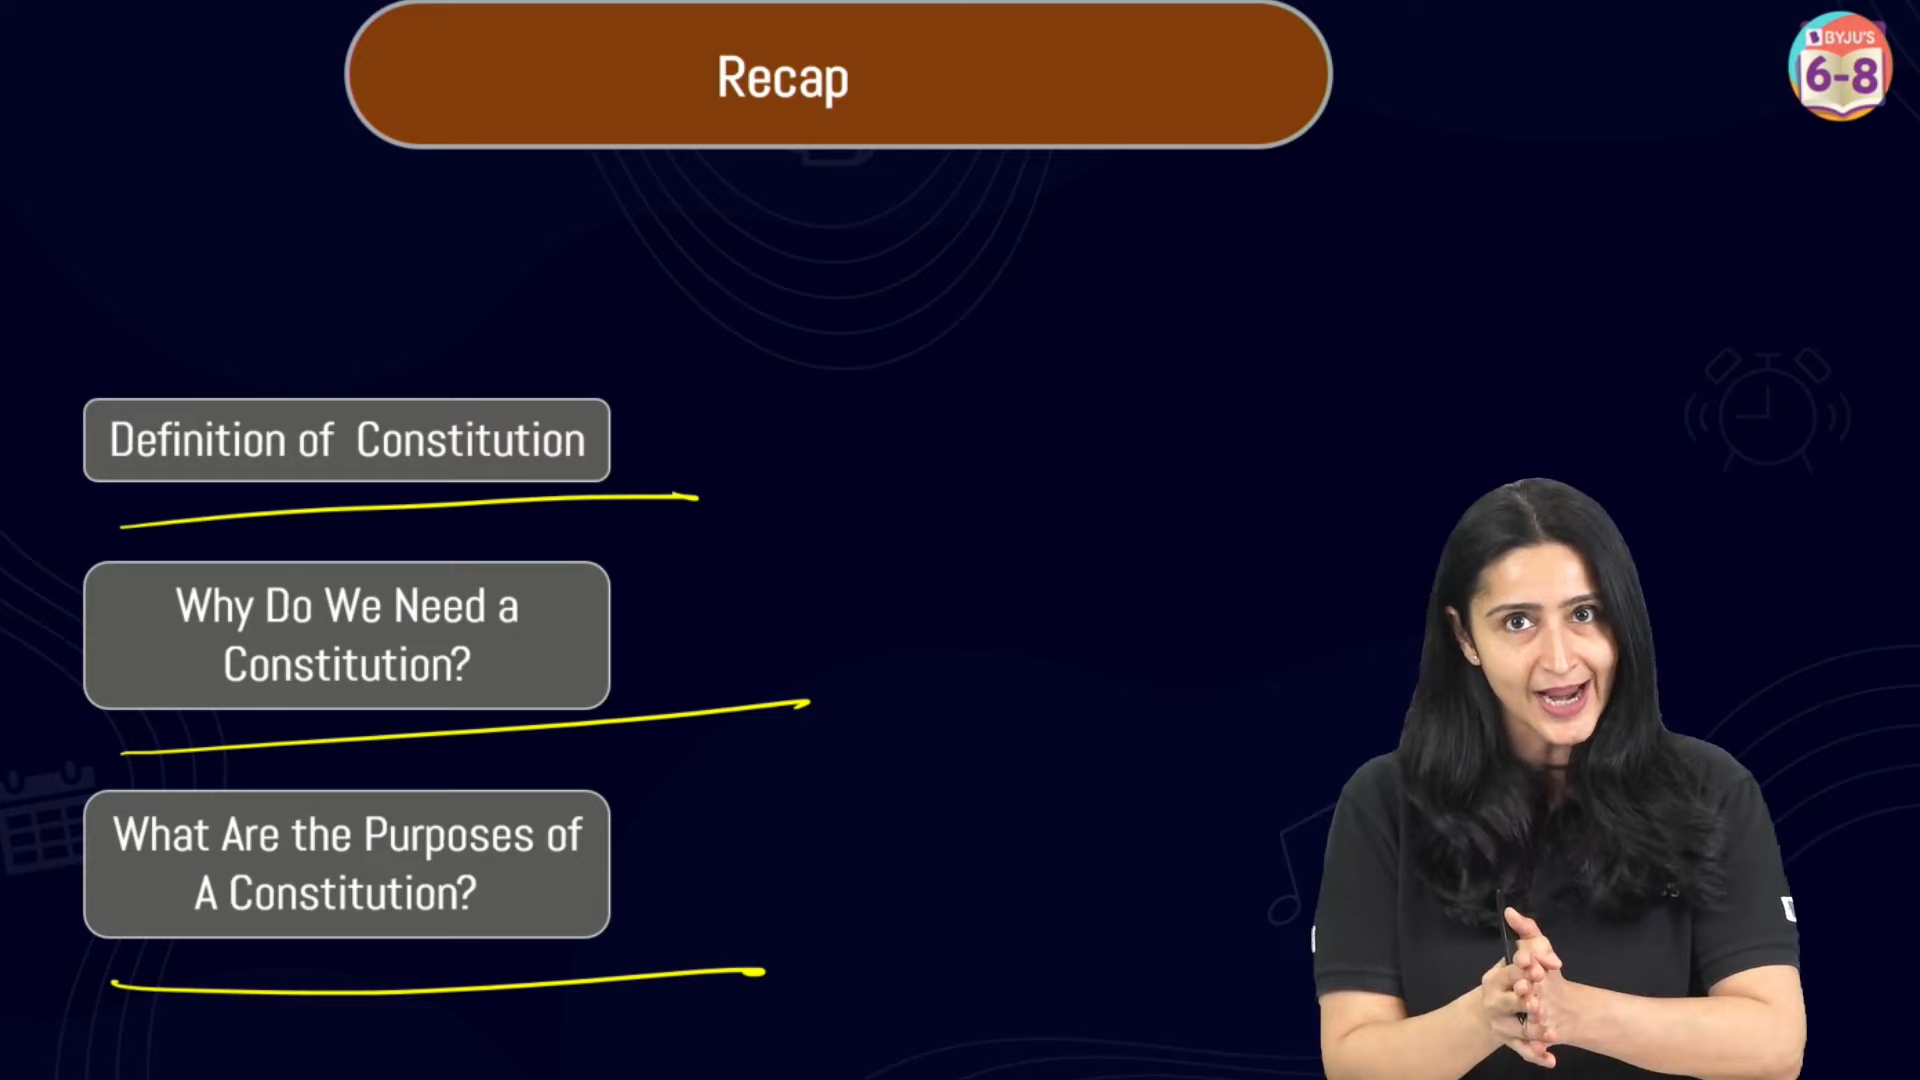 Recap
BYJU'S
6-8
Definition of Constitution
Why Do We Need a
Constitution?
What Are the Purposes of
A Constitution?